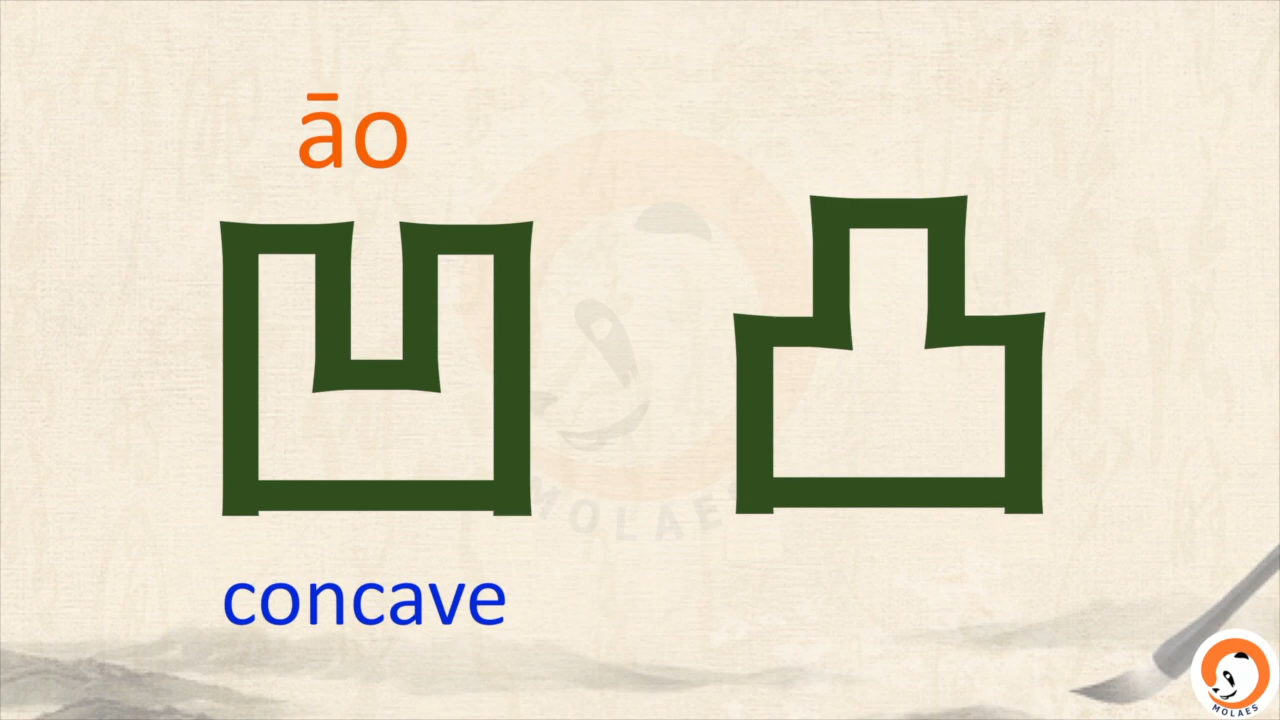 āo
凹 凸
concave
MOLAES
MOLAES